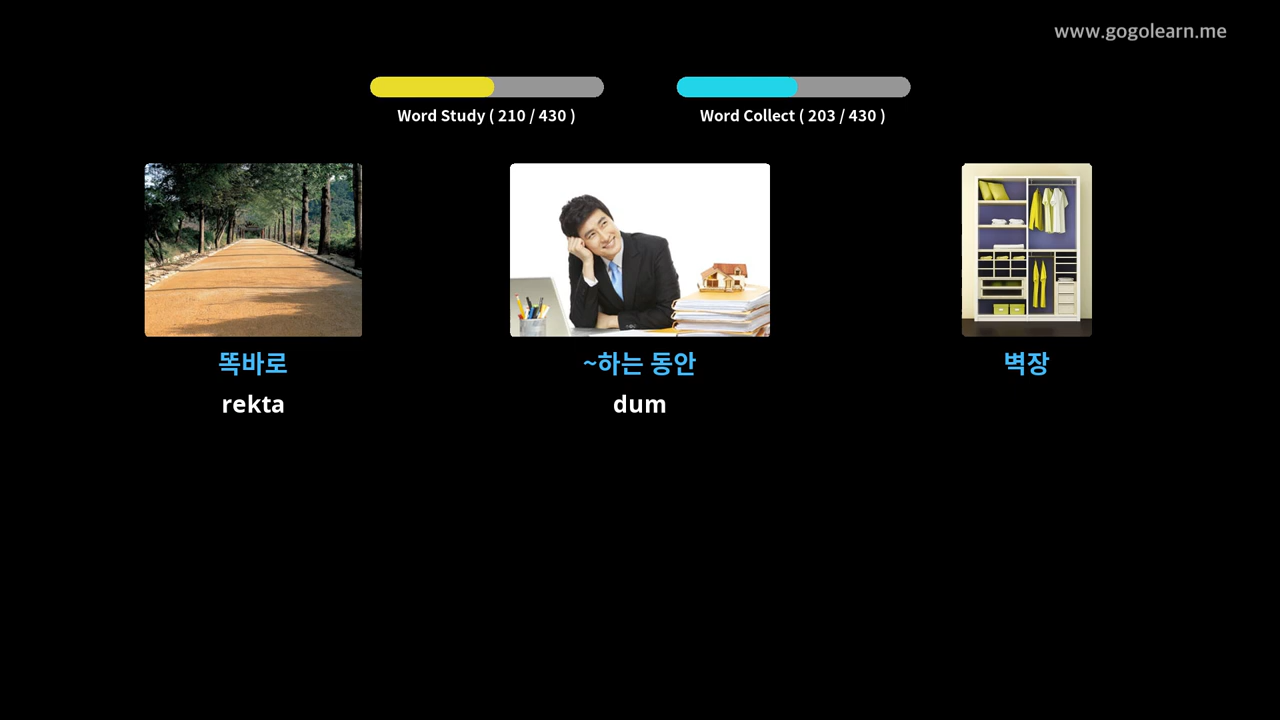 www.gogolearn.me
Word Study ( 210 / 430 )
Word Collect ( 203 / 430 )
똑바로
rekta
~하는 동안
dum
벽장